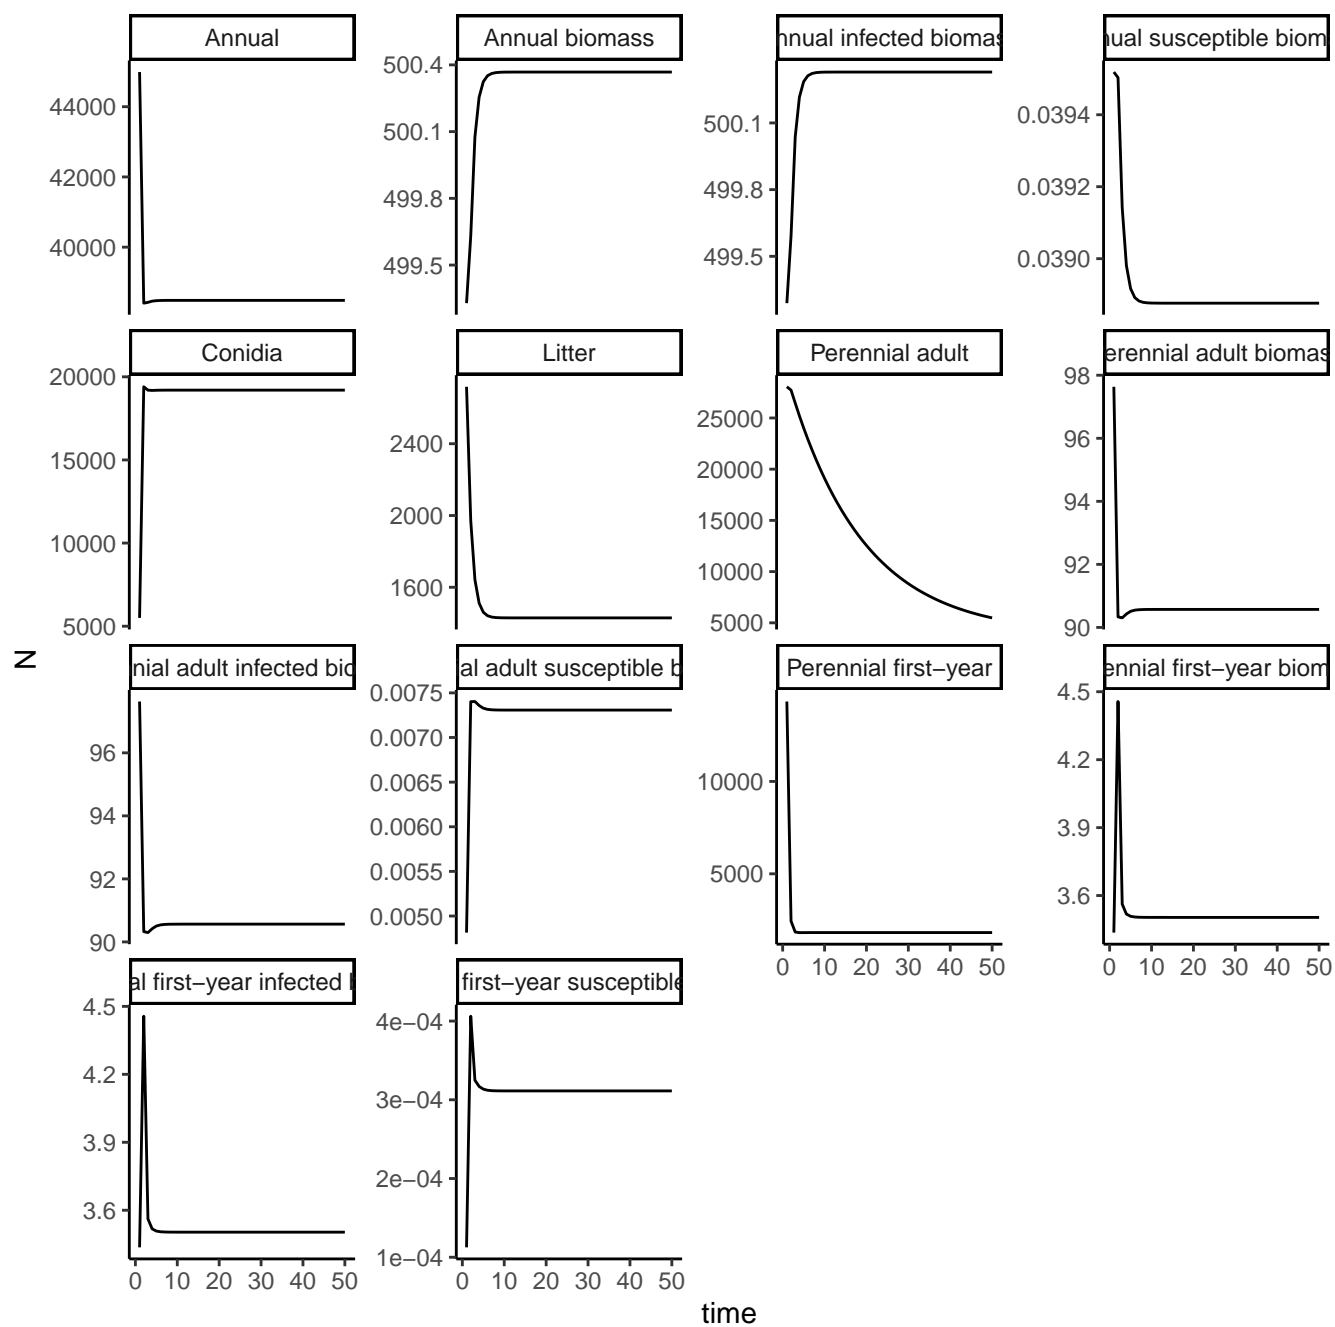 Annual
Annual biomass
nnual infected biomas
nual susceptible biom
44000
42000
40000
500.4
500.1
499.8
499.5
500.1
499.8
499.5
0.0394
0.0392
0.0390
Conidia
Litter
Perennial adult
erennial adult biomas
20000
15000
10000
5000
2400
2000
1600
25000
20000
15000
10000
5000
98
96
94
92
90
N
nial adult infected bio
al adult susceptible b
Perennial first−year
ennial first−year biom
96
94
92
90
0.0075
0.0070
0.0065
0.0060
0.0055
0.0050
10000
5000
4.5
4.2
3.9
3.6
0 10 20 30 40 50
0 10 20 30 40 50
al first−year infected b
first−year susceptible
4.5
4.2
3.9
3.6
4e−04
3e−04
2e−04
1e−04
0 10 20 30 40 50
0 10 20 30 40 50
time